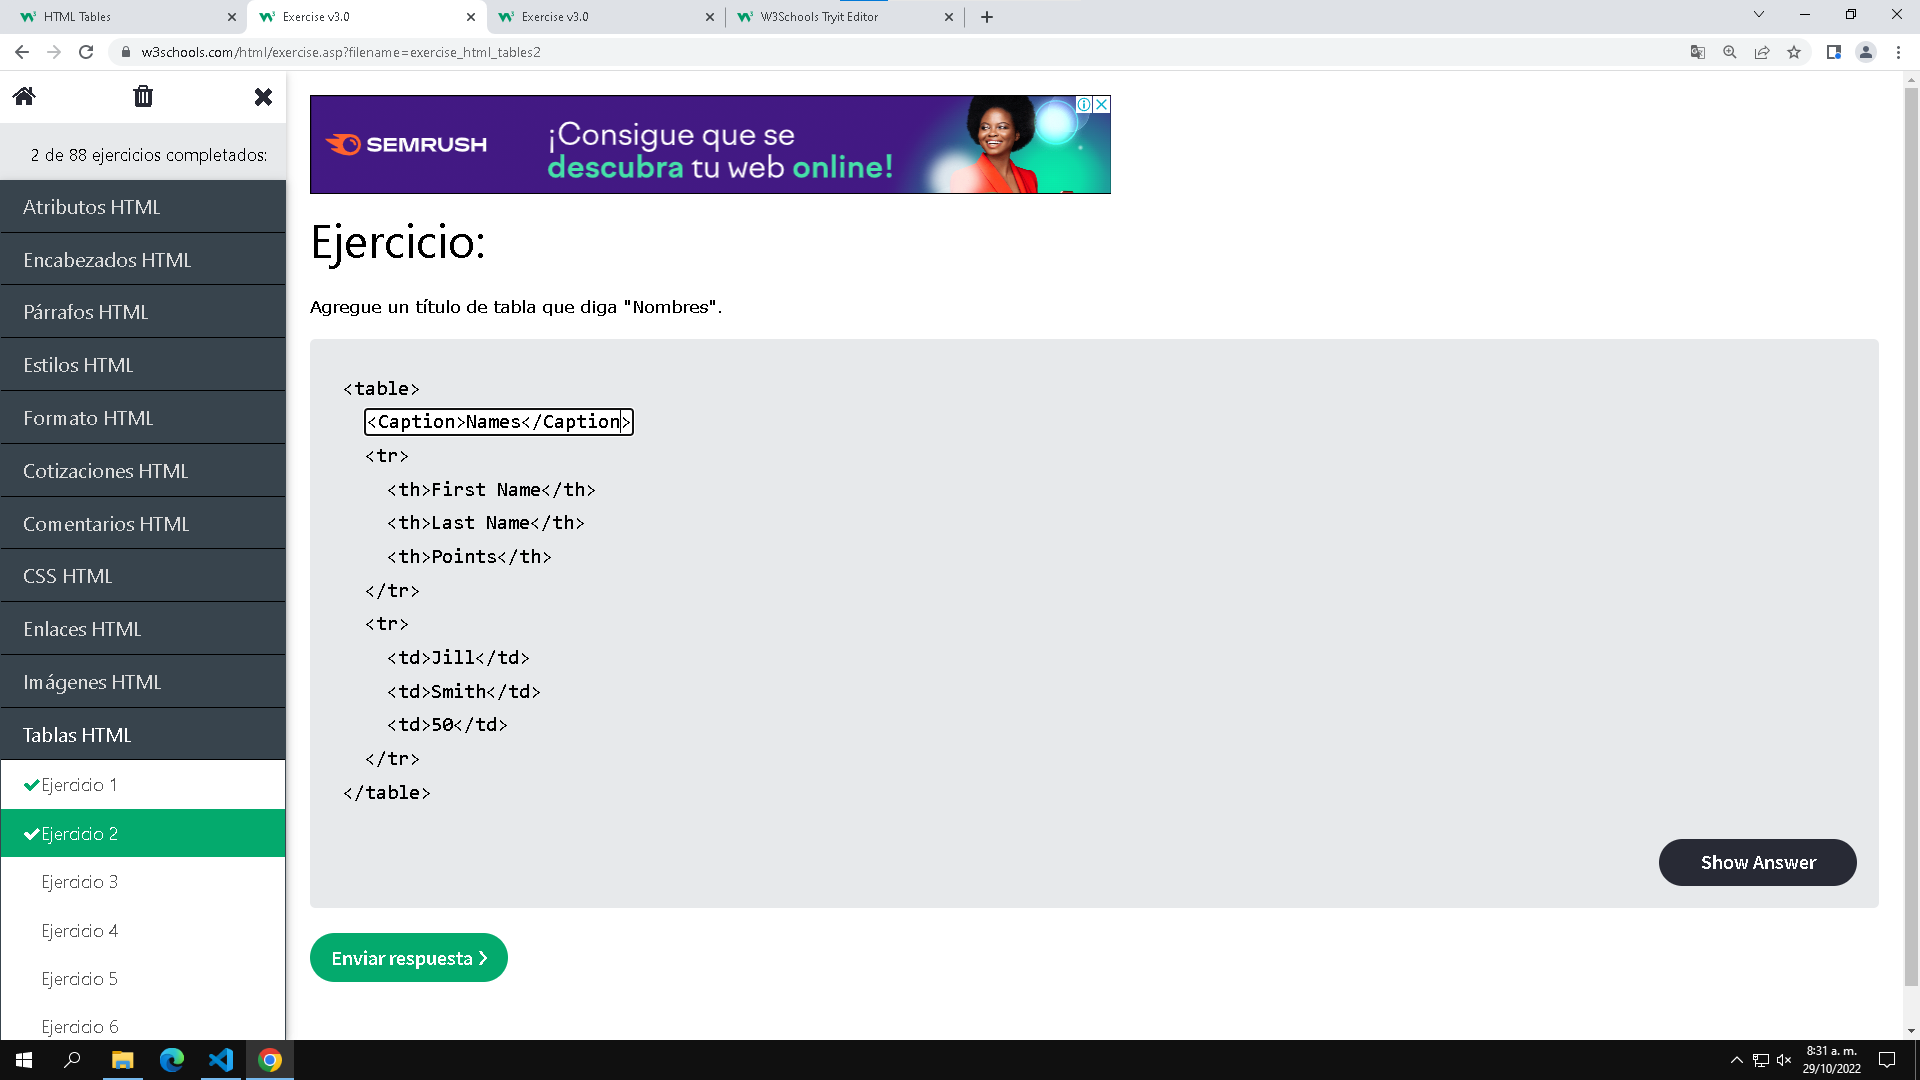 HTML Tables
Exercise v3.0
Exercise v3.0
W3Schools Tryit Editor
w3schools.com/html/exercise.asp?filename=exercise_html_tables2
2 de 88 ejercicios completados:
Atributos HTML
Encabezados HTML
Párrafos HTML
Estilos HTML
Formato HTML
Cotizaciones HTML
Comentarios HTML
CSS HTML
Enlaces HTML
Imágenes HTML
Tablas HTML
Ejercicio 1
Ejercicio 2
Ejercicio 3
Ejercicio 4
Ejercicio 5
Ejercicio 6
SEMRUSH
¡Consigue que se
descubra tu web online!
Ejercicio:
Agregue un título de tabla que diga "Nombres".
<table>
<Caption>Names</Caption>
<tr>
<th>First Name</th>
<th>Last Name</th>
<th>Points</th>
</tr>
<tr>
<td>Jill</td>
<td>Smith</td>
<td>50</td>
</tr>
</table>
Show Answer
Enviar respuesta ❯
8:31 a. m.
29/10/2022